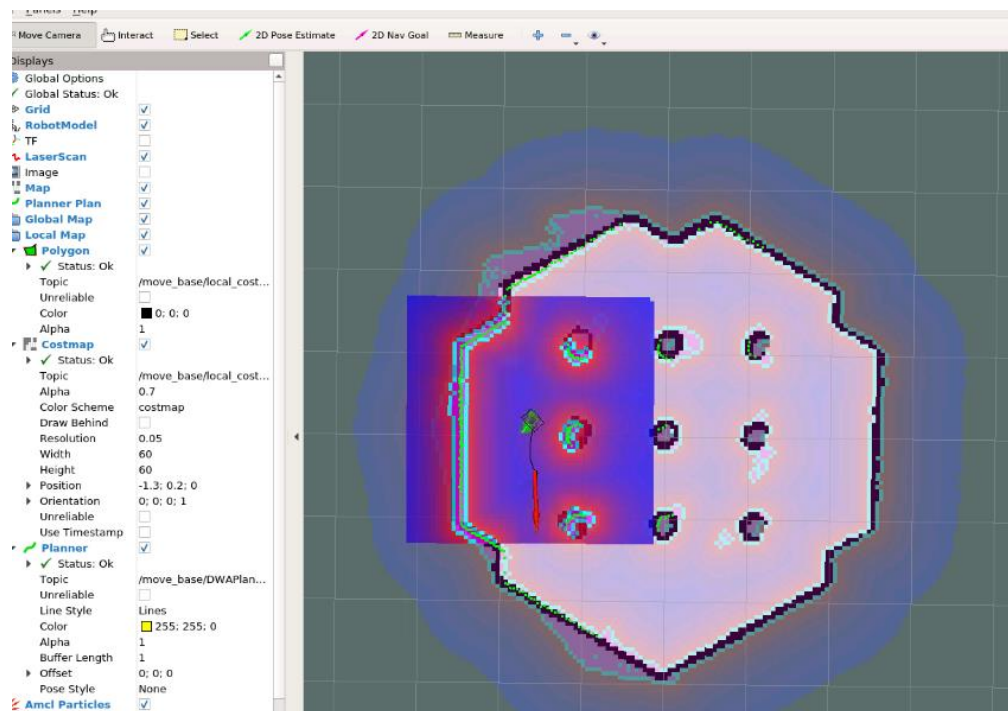 Panels Help
Move Camera Interact Select 2D Pose Estimate 2D Nav Goal Measure
Displays
Global Options
Global Status: Ok
Grid
RobotModel
TF
LaserScan
Image
Map
Planner Plan
Global Map
Local Map
Polygon
Status: Ok
Topic /move_base/local_cost...
Unreliable
Color 0; 0; 0
Alpha 1
Costmap
Status: Ok
Topic /move_base/local_cost...
Alpha 0.7
Color Scheme costmap
Draw Behind
Resolution 0.05
Width 60
Height 60
Position -1.3; 0.2; 0
Orientation 0; 0; 0; 1
Unreliable
Use Timestamp
Planner
Status: Ok
Topic /move_base/DWAPlan...
Unreliable
Line Style Lines
Color 255; 255; 0
Alpha 1
Buffer Length 1
Offset 0; 0; 0
Pose Style None
Amcl Particles